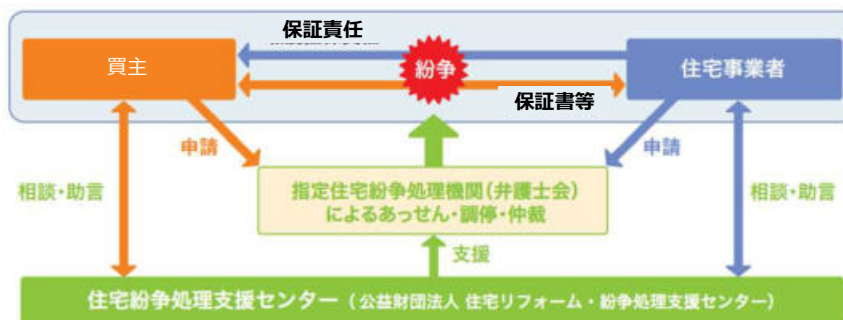 保証責任
買主
紛争
住宅事業者
保証書等
申請
申請
相談・助言
指定住宅紛争処理機関(弁護士会)
によるあっせん・調停・仲裁
相談・助言
支援
住宅紛争処理支援センター(公益財団法人 住宅リフォーム・紛争処理支援センター)